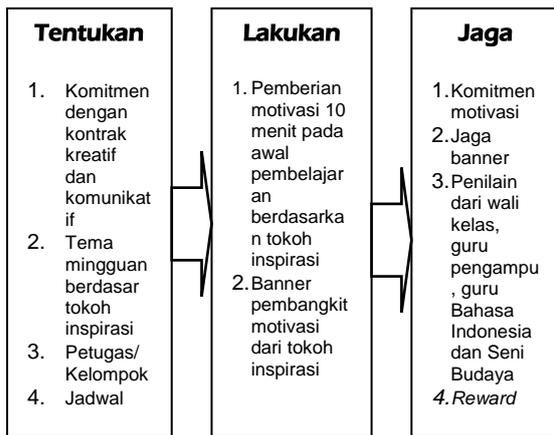 Tentukan
1. Komitmen
dengan
kontrak
kreatif
dan
komunikat
if
2. Tema
mingguan
berdasar
tokoh
inspirasi
3. Petugas/
Kelompok
4. Jadwal
Lakukan
1. Pemberian
motivasi 10
menit pada
awal
pembelajar
an
berdasarka
n tokoh
inspirasi
2. Banner
pembangkit
motivasi
dari tokoh
inspirasi
Jaga
1. Komitmen
motivasi
2. Jaga
banner
3. Penilain
dari wali
kelas,
guru
pengampu
, guru
Bahasa
Indonesia
dan Seni
Budaya
4. Reward